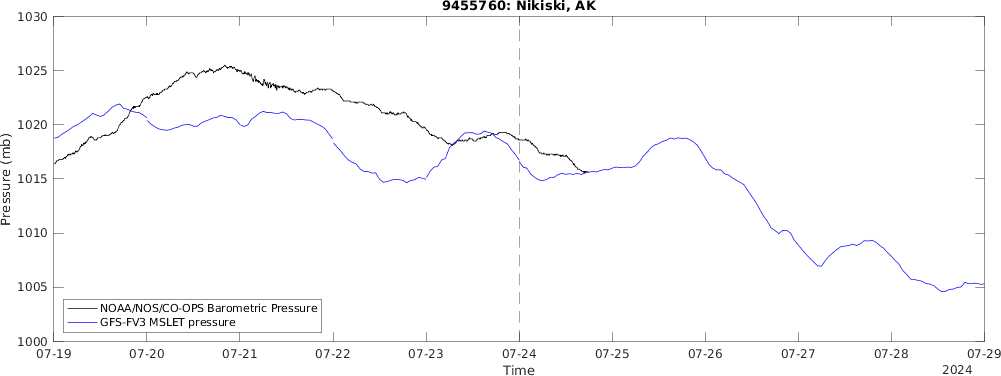 9455760: Nikiski, AK
1030
1025
1020
1015
1010
1005
1000
Pressure (mb)
NOAA/NOS/CO-OPS Barometric Pressure
GFS-FV3 MSLET pressure
07-19 07-20 07-21 07-22 07-23 07-24 07-25 07-26 07-27 07-28 07-29
Time
2024